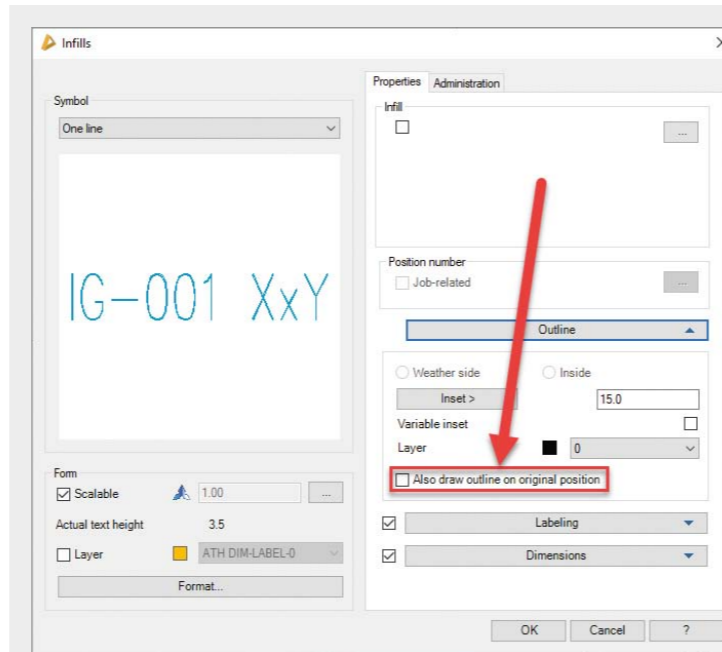 Infills
Symbol
One line
IG-001 XxY
Form
Scalable
1.00
...
Actual text height
3.5
Layer
ATH DIM-LABEL-0
Format...
Properties
Administration
Infill
...
Position number
Job-related
...
Outline
Weather side
Inside
Inset >
15.0
Variable inset
Layer
0
Also draw outline on original position
Labeling
Dimensions
OK
Cancel
?